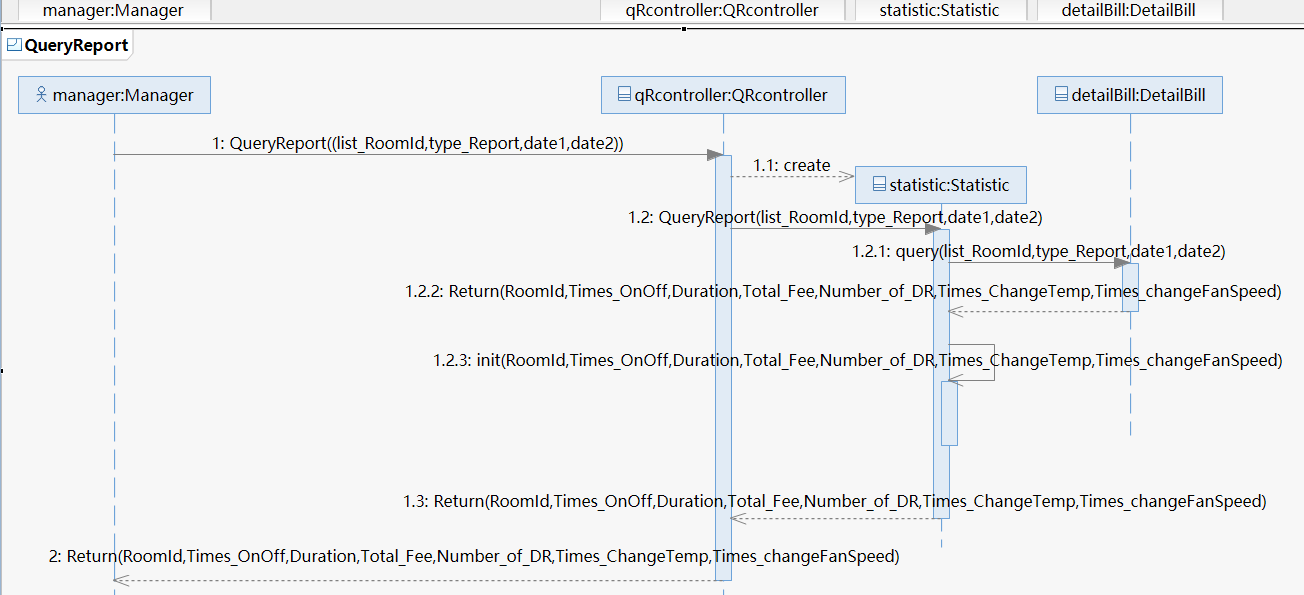 manager:Manager qRcontroller:QRcontroller statistic:Statistic detailBill:DetailBill
QueryReport
manager:Manager qRcontroller:QRcontroller detailBill:DetailBill
1: QueryReport((list_RoomId,type_Report,date1,date2))
1.1: create
statistic:Statistic
1.2: QueryReport(list_RoomId,type_Report,date1,date2)
1.2.1: query(list_RoomId,type_Report,date1,date2)
1.2.2: Return(RoomId,Times_OnOff,Duration,Total_Fee,Number_of_DR,Times_ChangeTemp,Times_changeFanSpeed)
1.2.3: init(RoomId,Times_OnOff,Duration,Total_Fee,Number_of_DR,Times_ChangeTemp,Times_changeFanSpeed)
1.3: Return(RoomId,Times_OnOff,Duration,Total_Fee,Number_of_DR,Times_ChangeTemp,Times_changeFanSpeed)
2: Return(RoomId,Times_OnOff,Duration,Total_Fee,Number_of_DR,Times_ChangeTemp,Times_changeFanSpeed)